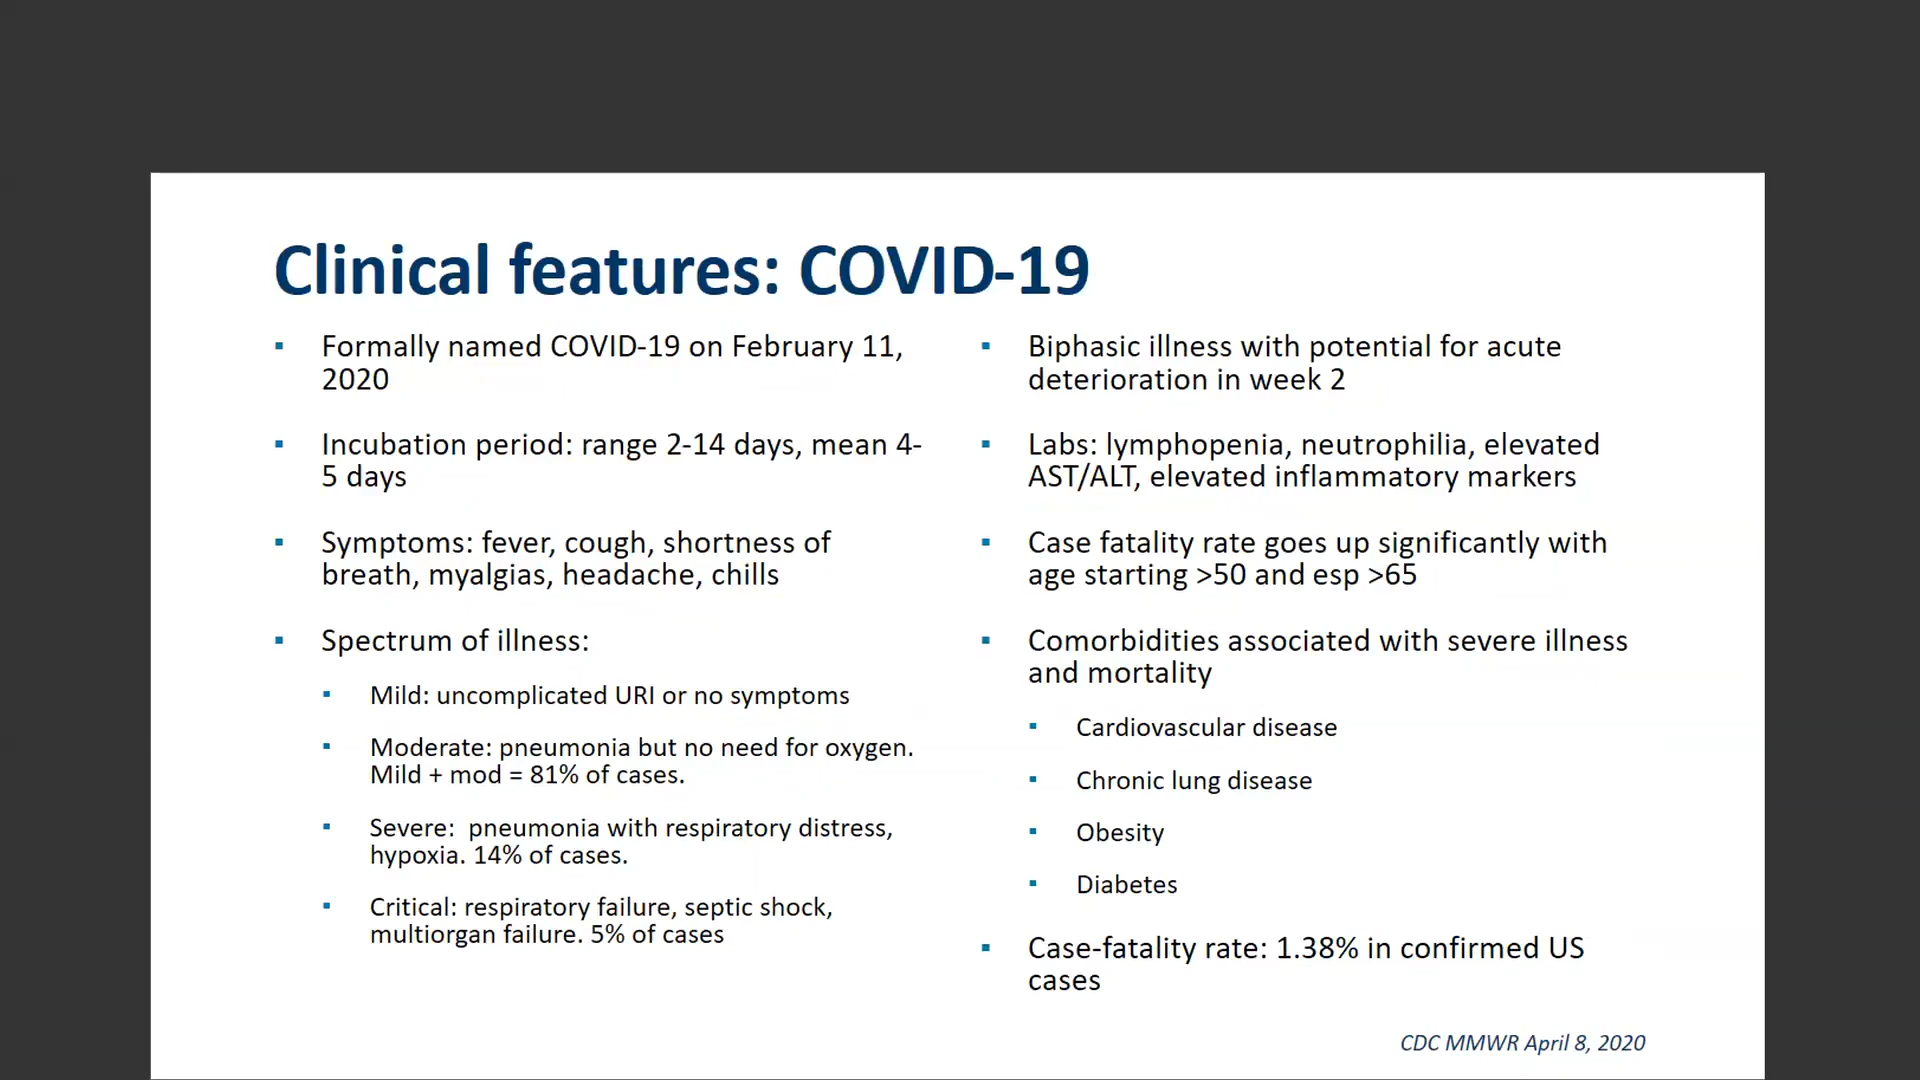 Clinical features: COVID-19
▪ Formally named COVID-19 on February 11,
2020
▪ Incubation period: range 2-14 days, mean 4-
5 days
▪ Symptoms: fever, cough, shortness of
breath, myalgias, headache, chills
▪ Spectrum of illness:
▪ Mild: uncomplicated URI or no symptoms
▪ Moderate: pneumonia but no need for oxygen.
Mild + mod = 81% of cases.
▪ Severe:  pneumonia with respiratory distress,
hypoxia. 14% of cases.
▪ Critical: respiratory failure, septic shock,
multiorgan failure. 5% of cases
▪ Biphasic illness with potential for acute
deterioration in week 2
▪ Labs: lymphopenia, neutrophilia, elevated
AST/ALT, elevated inflammatory markers
▪ Case fatality rate goes up significantly with
age starting >50 and esp >65
▪ Comorbidities associated with severe illness
and mortality
▪ Cardiovascular disease
▪ Chronic lung disease
▪ Obesity
▪ Diabetes
▪ Case-fatality rate: 1.38% in confirmed US
cases
CDC MMWR April 8, 2020